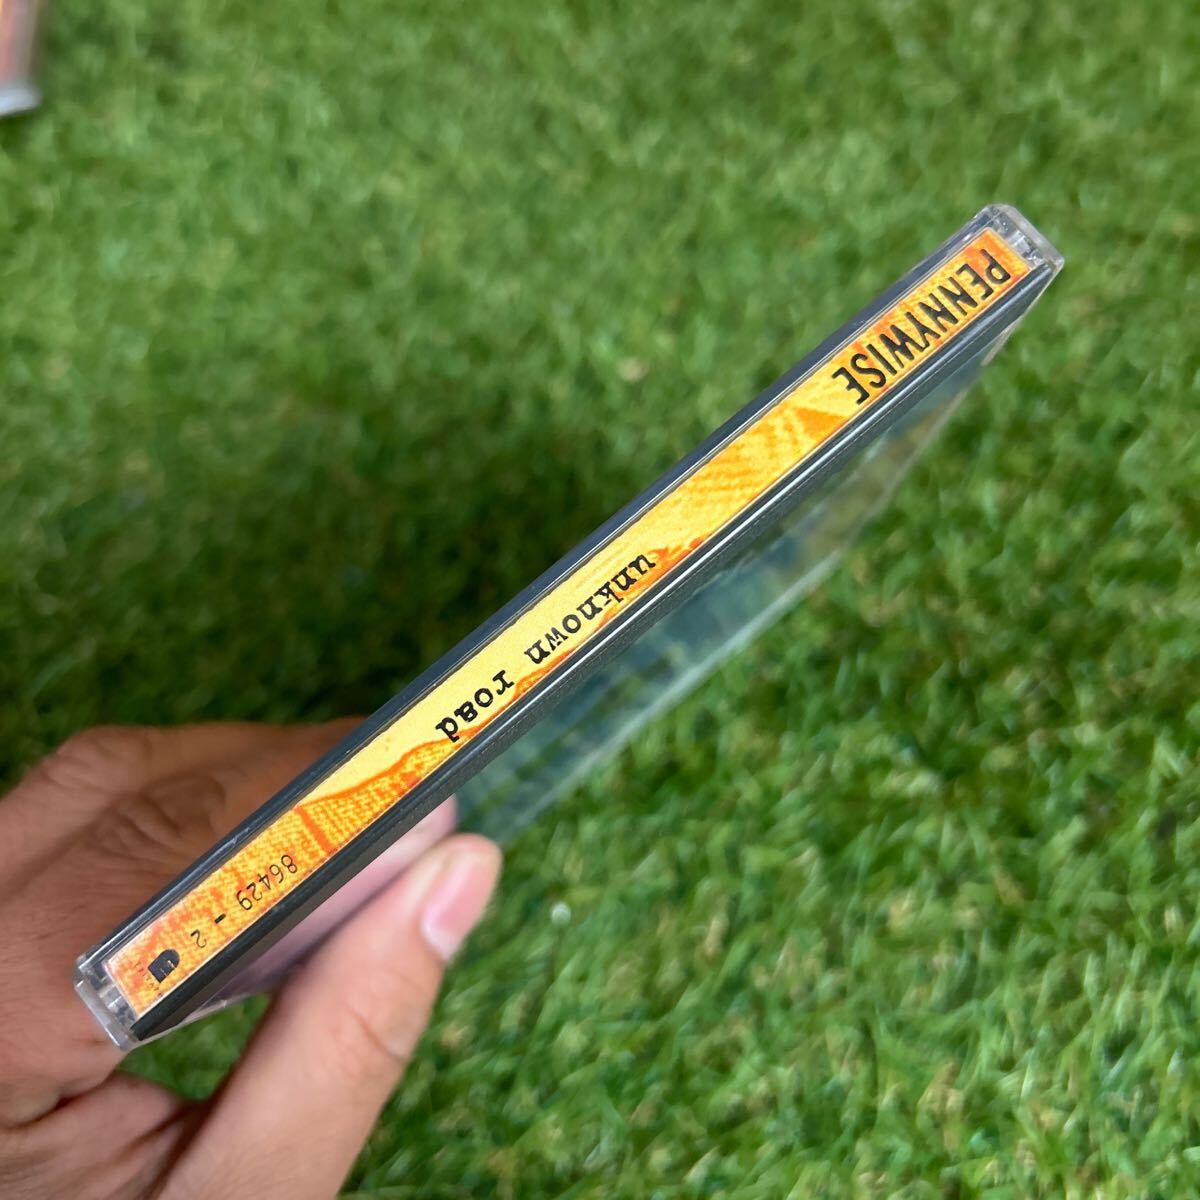 PENNYWISE
unknown road
86429 - 2